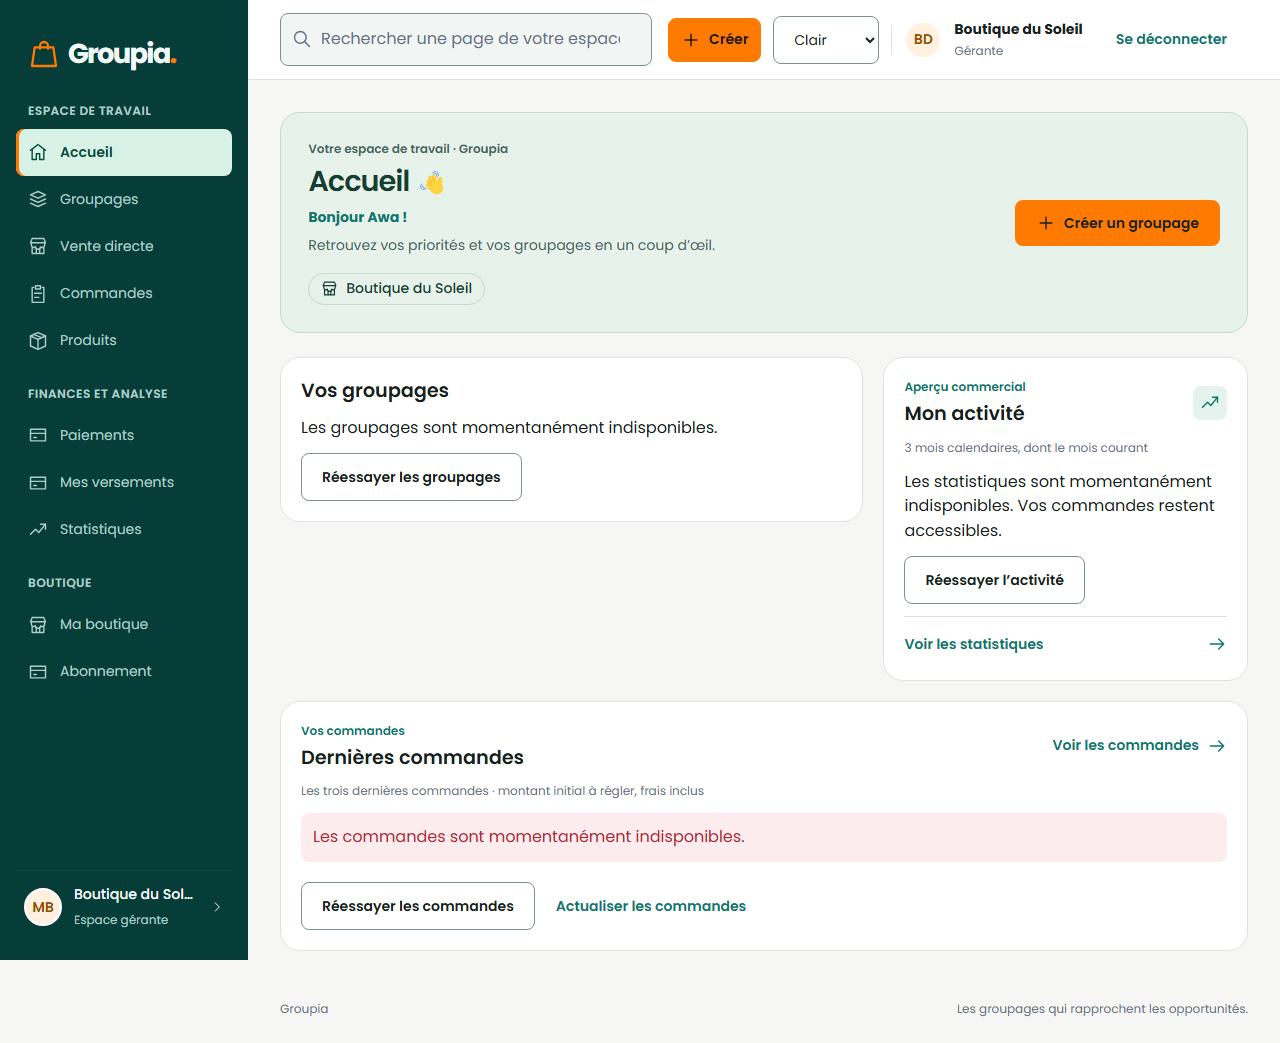 Groupia.
ESPACE DE TRAVAIL
Accueil
Groupages
Vente directe
Commandes
Produits
FINANCES ET ANALYSE
Paiements
Mes versements
Statistiques
BOUTIQUE
Ma boutique
Abonnement
MB
Boutique du Sol...
Espace gérante
Rechercher une page de votre espac
Créer
Clair
BD
Boutique du Soleil
Gérante
Se déconnecter
Votre espace de travail · Groupia
Accueil 👋
Bonjour Awa !
Retrouvez vos priorités et vos groupages en un coup d’œil.
Boutique du Soleil
Créer un groupage
Vos groupages
Les groupages sont momentanément indisponibles.
Réessayer les groupages
Aperçu commercial
Mon activité
3 mois calendaires, dont le mois courant
Les statistiques sont momentanément
indisponibles. Vos commandes restent
accessibles.
Réessayer l’activité
Voir les statistiques
Vos commandes
Dernières commandes
Voir les commandes
Les trois dernières commandes · montant initial à régler, frais inclus
Les commandes sont momentanément indisponibles.
Réessayer les commandes
Actualiser les commandes
Groupia
Les groupages qui rapprochent les opportunités.